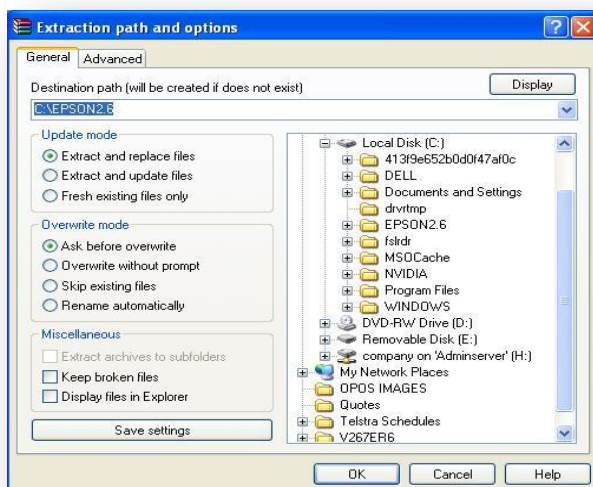 Extraction path and options
General
Advanced
Destination path (will be created if does not exist)
Display
C:\EPSON2.6
Update mode
Extract and replace files
Extract and update files
Fresh existing files only
Overwrite mode
Ask before overwrite
Overwrite without prompt
Skip existing files
Rename automatically
Miscellaneous
Extract archives to subfolders
Keep broken files
Display files in Explorer
Save settings
Local Disk (C:)
413f9e652b0d0f47af0c
DELL
Documents and Settings
drvrtmp
EPSON2.6
fslrdr
MSOCache
NVIDIA
Program Files
WINDOWS
DVD-RW Drive (D:)
Removable Disk (E:)
company on 'Adminserver' (H:)
My Network Places
OPOS IMAGES
Quotes
Telstra Schedules
V267ER6
OK
Cancel
Help